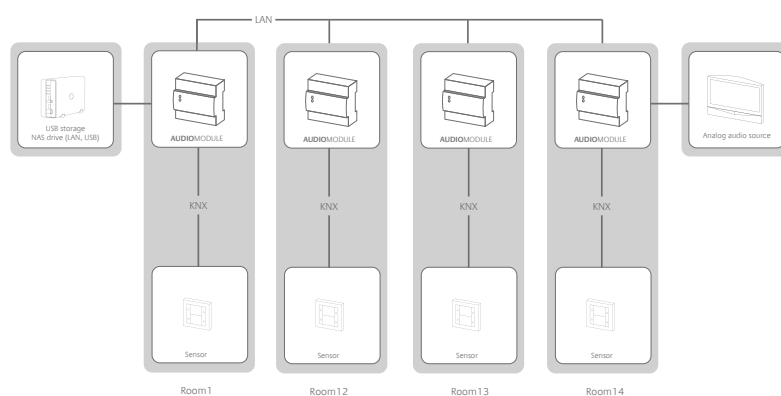 LAN
USB storage
NAS drive (LAN, USB)
AUDIOMODULE
AUDIOMODULE
AUDIOMODULE
AUDIOMODULE
Analog audio source
KNX
KNX
KNX
KNX
Sensor
Sensor
Sensor
Sensor
Room1
Room12
Room13
Room14